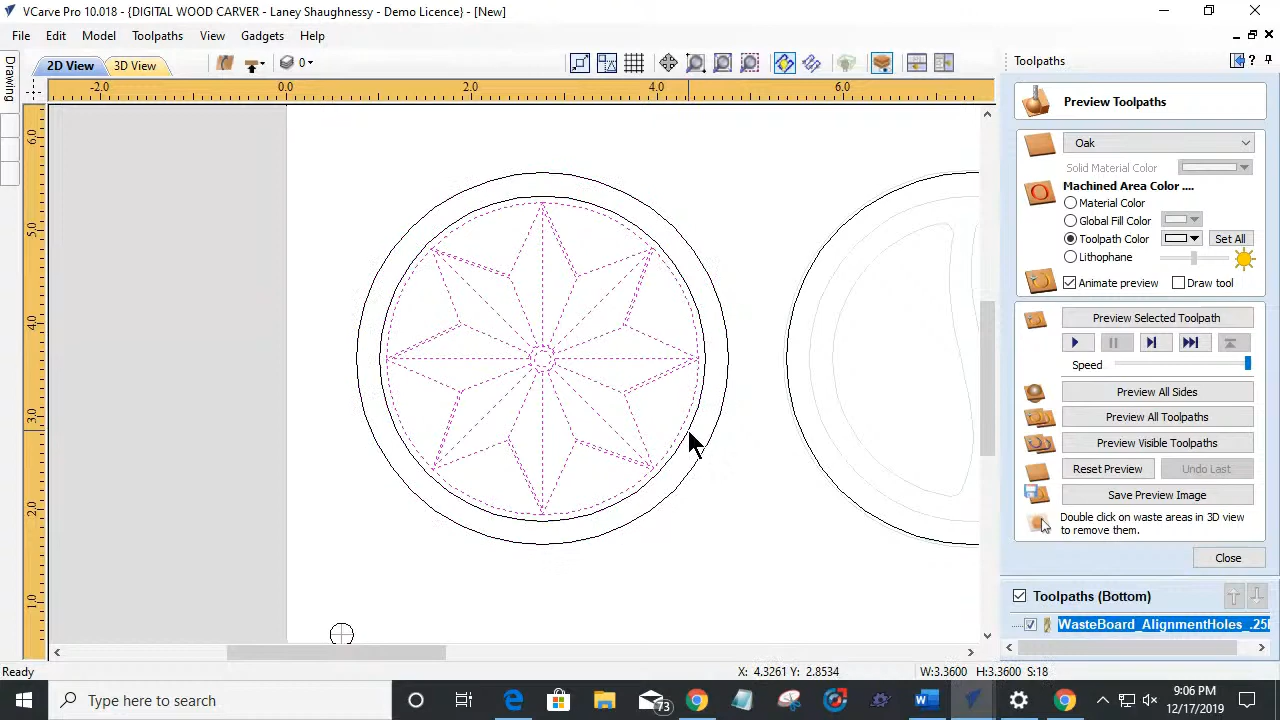 VCarve Pro 10.018 - {DIGITAL WOOD CARVER - Laney Shaughnessy - Demo Licence} - [New]
File Edit Model Toolpaths View Gadgets Help
2D View 3D View 0
Toolpaths
Drawing
-2.0 0.0 2.0 4.0 6.0
6.0
5.0
4.0
3.0
2.0
1.0
Preview Toolpaths
Oak
Solid Material Color
Machined Area Color ....
Material Color
Global Fill Color
Toolpath Color Set All
Lithophane
Animate preview Draw tool
Preview Selected Toolpath
Speed
Preview All Sides
Preview All Toolpaths
Preview Visible Toolpaths
Reset Preview Undo Last
Save Preview Image
Double click on waste areas in 3D view
to remove them.
Close
Toolpaths (Bottom)
WasteBoard_AlignmentHoles_.25
Ready X: 4.3261 Y: 2.8534 W:3.3600 H:3.3600 S:18
Type here to search
73
9:06 PM
12/17/2019